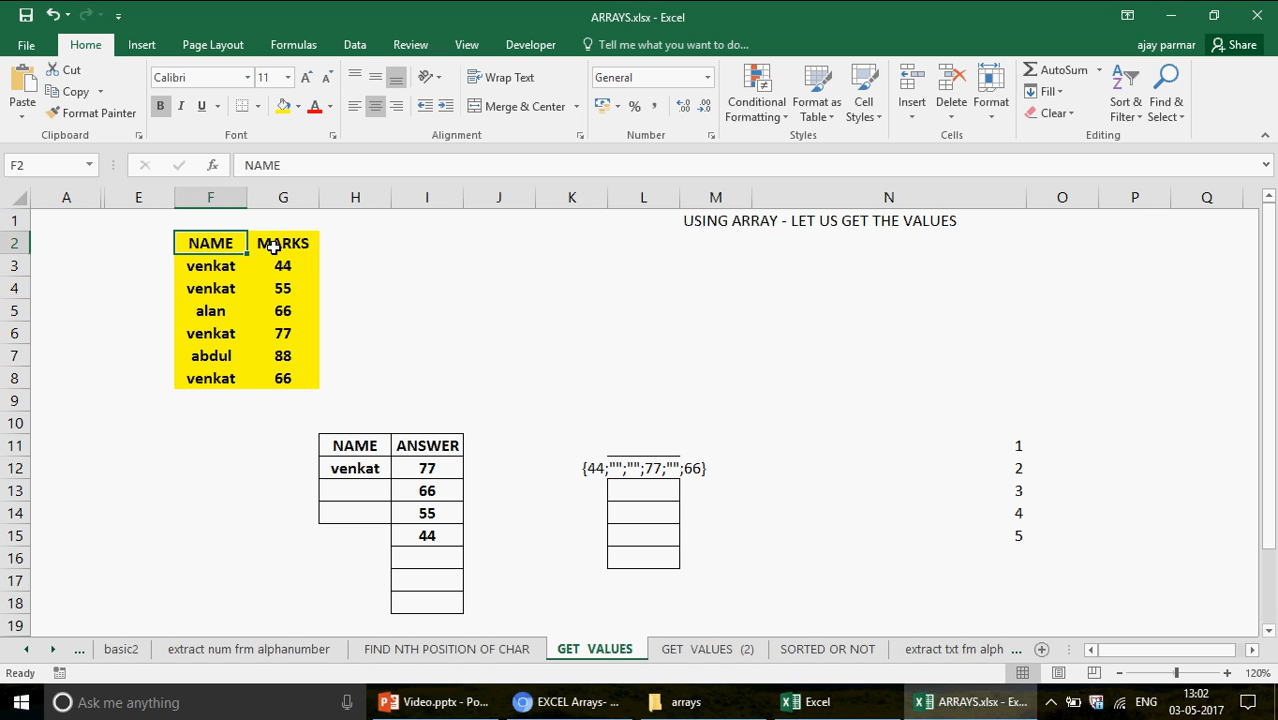 ARRAYS.xlsx - Excel
File Home Insert Page Layout Formulas Data Review View Developer Tell me what you want to do... ajay parmar Share
Paste Cut Copy Format Painter Clipboard
Calibri 11 B I U A Font
Wrap Text Merge & Center Alignment
General % , Number
Conditional Formatting Format as Table Cell Styles Styles
Insert Delete Format Cells
AutoSum Fill Clear Sort & Filter Find & Select Editing
F2 fx NAME
A E F G H I J K L M N O P Q
1 USING ARRAY - LET US GET THE VALUES
2 NAME MARKS
3 venkat 44
4 venkat 55
5 alan 66
6 venkat 77
7 abdul 88
8 venkat 66
9
10
11 NAME ANSWER 1
12 venkat 77 {44;"";"";77;"";66} 2
13 66 3
14 55 4
15 44 5
16
17
18
19
... basic2 extract num frm alphanumber FIND NTH POSITION OF CHAR GET VALUES GET VALUES (2) SORTED OR NOT extract txt fm alph ...
Ready 120%
Ask me anything Video.pptx - Po... EXCEL Arrays- ... arrays Excel ARRAYS.xlsx - Ex... ENG 13:02
03-05-2017